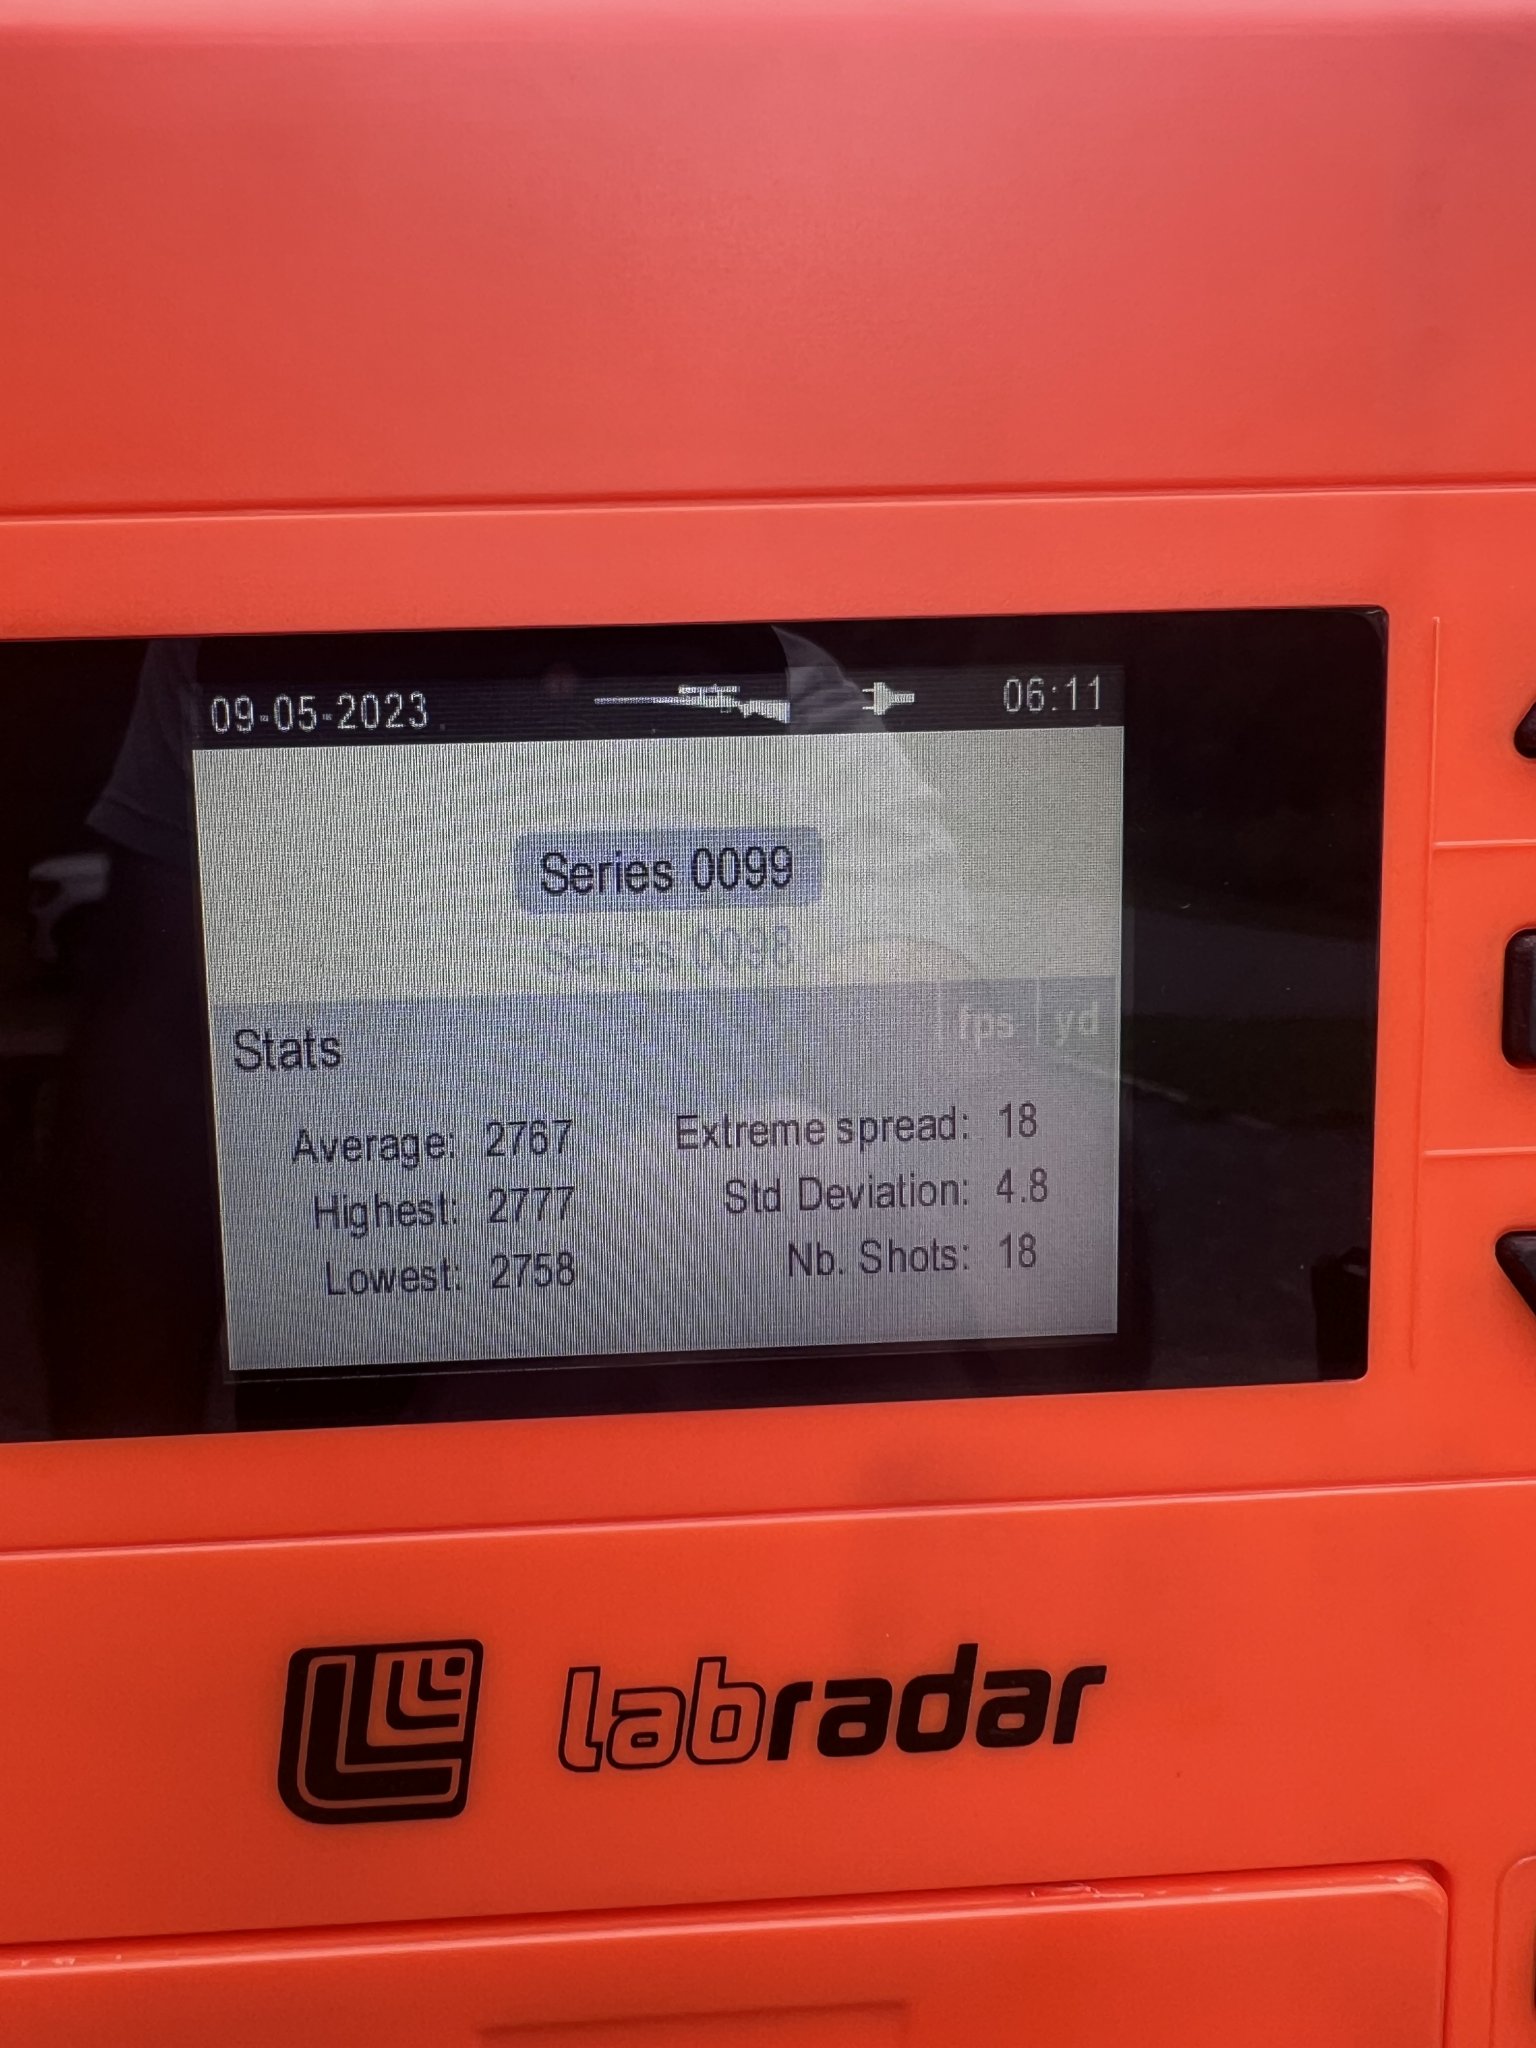 09-05-2023 06:11
Series 0099
Series 0098
Stats fps yd
Average: 2767 Extreme spread: 18
Highest: 2777 Std Deviation: 4.8
Lowest: 2758 Nb. Shots: 18
labradar